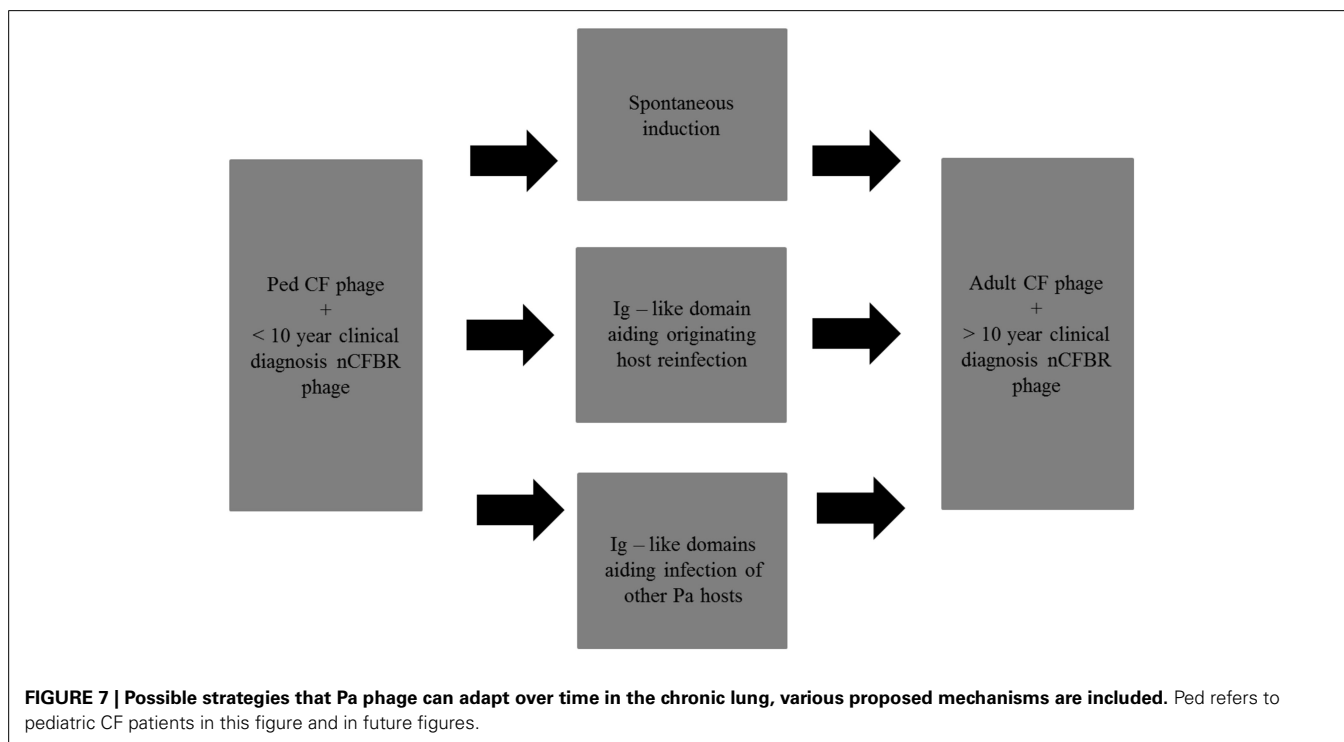 Spontaneous
induction
Ped CF phage
+
< 10 year clinical
diagnosis nCFBR
phage
Ig – like domain
aiding originating
host reinfection
Adult CF phage
+
> 10 year clinical
diagnosis nCFBR
phage
Ig – like domains
aiding infection of
other Pa hosts
FIGURE 7 | Possible strategies that Pa phage can adapt over time in the chronic lung, various proposed mechanisms are included. Ped refers to
pediatric CF patients in this figure and in future figures.